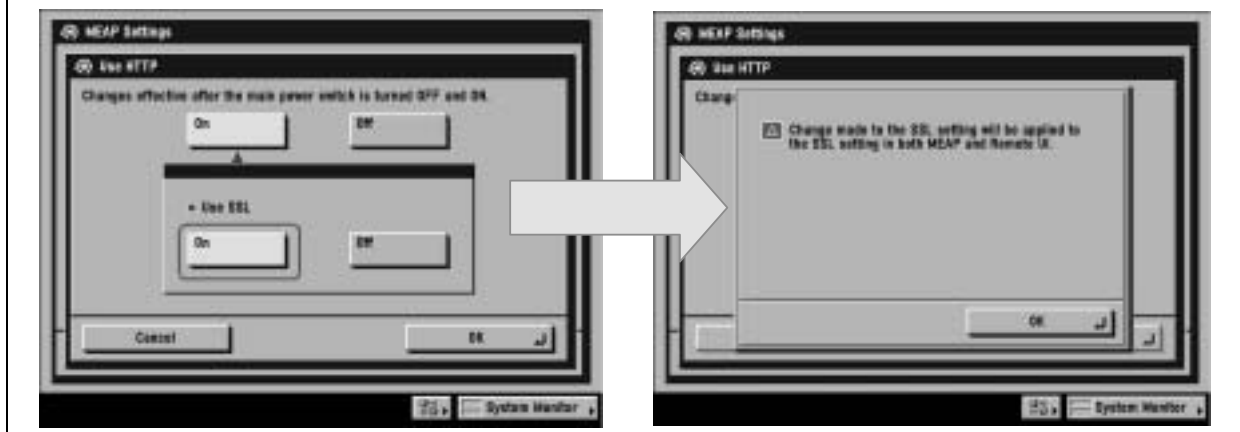 MEAP Settings
Use HTTP
Changes effective after the main power switch is turned OFF and ON.
On
Off
• Use SSL
On
Off
Cancel
OK
System Monitor
MEAP Settings
Use HTTP
Chang
Change made to the SSL setting will be applied to
the SSL setting in both MEAP and Remote UI.
OK
System Monitor